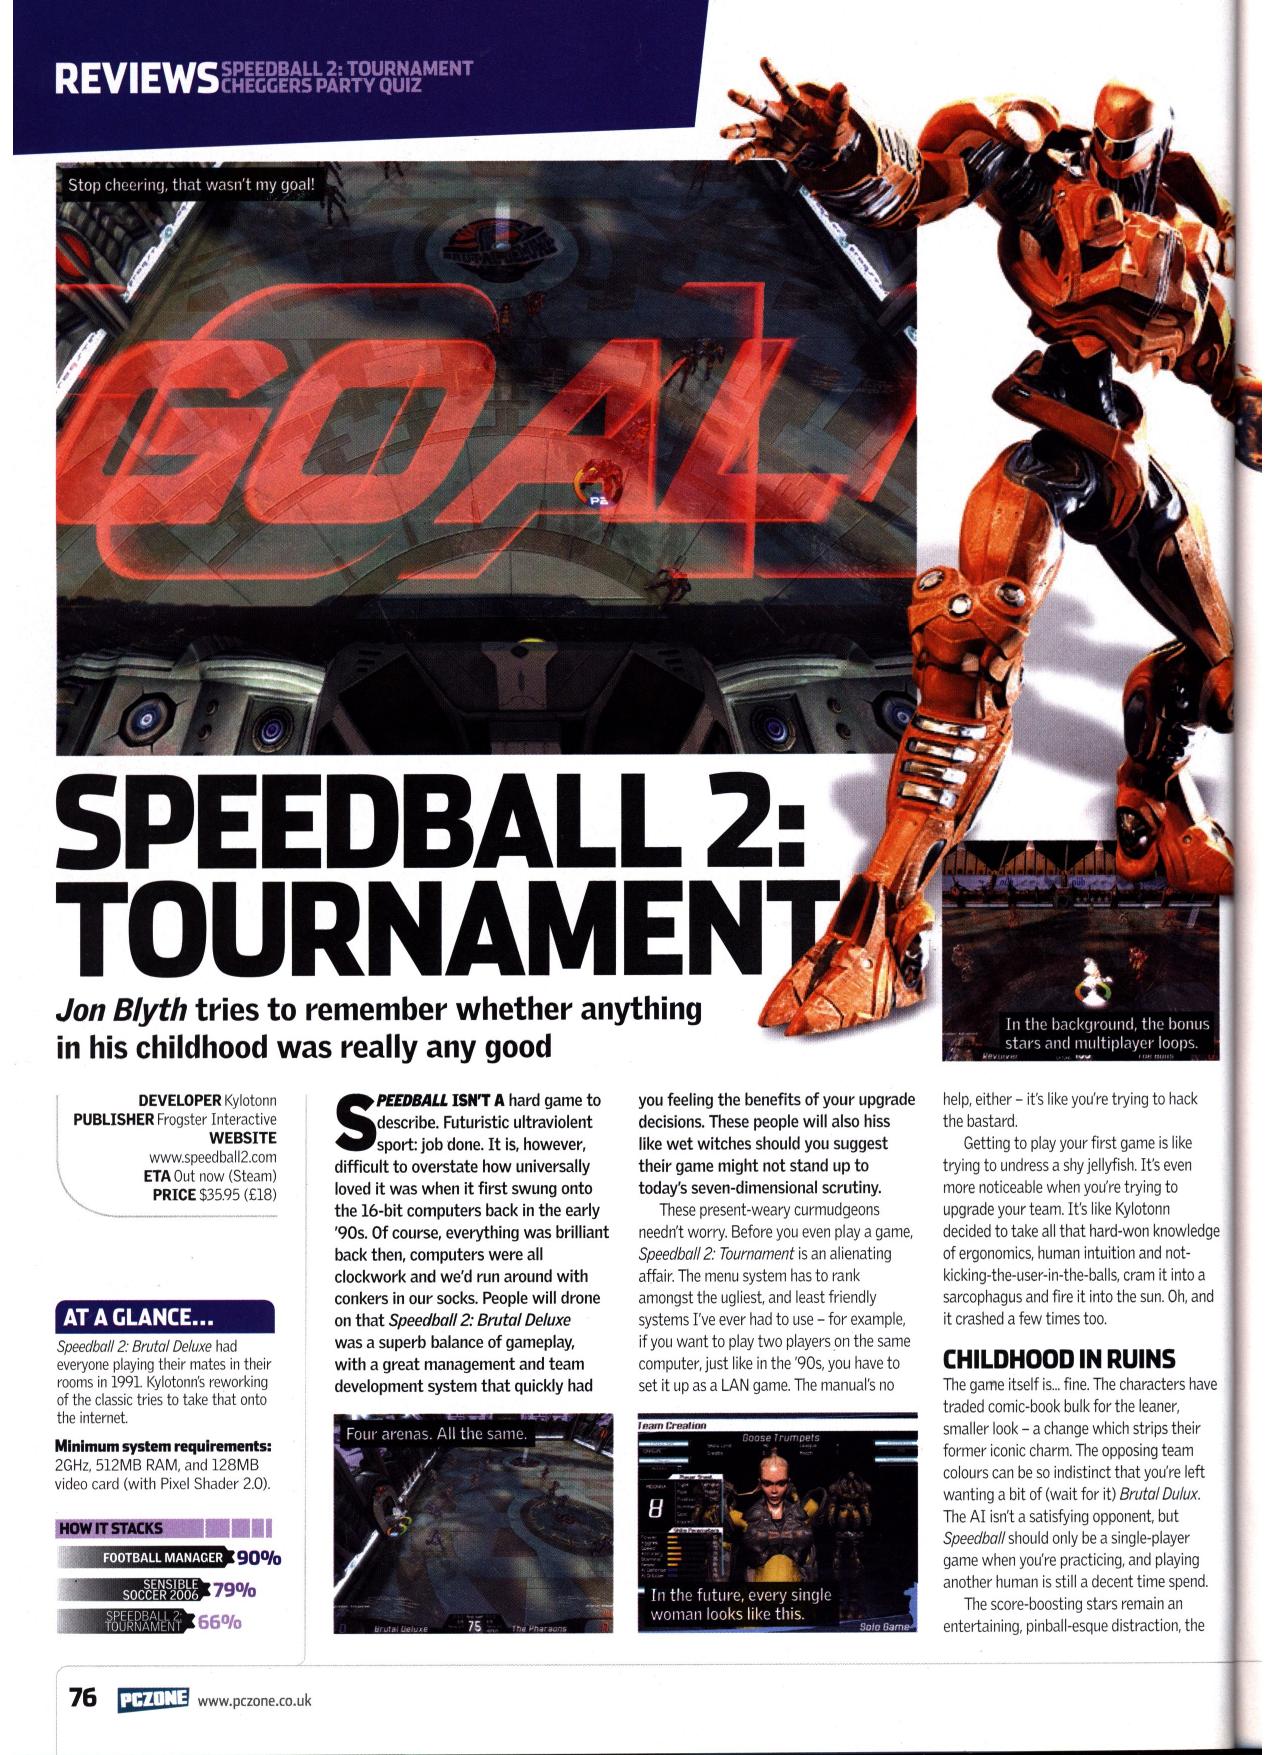 REVIEWS SPEEDBALL 2: TOURNAMENT
CHEGGERS PARTY QUIZ
Stop cheering, that wasn't my goal!
GOAL!
P2
SPEEDBALL 2:
TOURNAMENT
Jon Blyth tries to remember whether anything
in his childhood was really any good
In the background, the bonus
stars and multiplayer loops.
DEVELOPER Kylotonn
PUBLISHER Frogster Interactive
WEBSITE
www.speedball2.com
ETA Out now (Steam)
PRICE $35.95 (£18)
AT A GLANCE...
Speedball 2: Brutal Deluxe had
everyone playing their mates in their
rooms in 1991. Kylotonn's reworking
of the classic tries to take that onto
the internet.
Minimum system requirements:
2GHz, 512MB RAM, and 128MB
video card (with Pixel Shader 2.0).
HOW IT STACKS
FOOTBALL MANAGER 90%
SENSIBLE
SOCCER 2006 79%
SPEEDBALL 2:
TOURNAMENT 66%
SPEEDBALL ISN'T A hard game to
describe. Futuristic ultraviolent
sport: job done. It is, however,
difficult to overstate how universally
loved it was when it first swung onto
the 16-bit computers back in the early
'90s. Of course, everything was brilliant
back then, computers were all
clockwork and we'd run around with
conkers in our socks. People will drone
on that Speedball 2: Brutal Deluxe
was a superb balance of gameplay,
with a great management and team
development system that quickly had
Four arenas. All the same.
Brutal Deluxe 75 The Pharaons
you feeling the benefits of your upgrade
decisions. These people will also hiss
like wet witches should you suggest
their game might not stand up to
today's seven-dimensional scrutiny.
These present-weary curmudgeons
needn't worry. Before you even play a game,
Speedball 2: Tournament is an alienating
affair. The menu system has to rank
amongst the ugliest, and least friendly
systems I've ever had to use – for example,
if you want to play two players on the same
computer, just like in the '90s, you have to
set it up as a LAN game. The manual's no
Team Creation
Goose Trumpets
8
In the future, every single
woman looks like this.
Solo Game
help, either – it's like you're trying to hack
the bastard.
Getting to play your first game is like
trying to undress a shy jellyfish. It's even
more noticeable when you're trying to
upgrade your team. It's like Kylotonn
decided to take all that hard-won knowledge
of ergonomics, human intuition and not-
kicking-the-user-in-the-balls, cram it into a
sarcophagus and fire it into the sun. Oh, and
it crashed a few times too.
CHILDHOOD IN RUINS
The game itself is... fine. The characters have
traded comic-book bulk for the leaner,
smaller look – a change which strips their
former iconic charm. The opposing team
colours can be so indistinct that you're left
wanting a bit of (wait for it) Brutal Dulux.
The AI isn't a satisfying opponent, but
Speedball should only be a single-player
game when you're practicing, and playing
another human is still a decent time spend.
The score-boosting stars remain an
entertaining, pinball-esque distraction, the
76 PCZONE www.pczone.co.uk